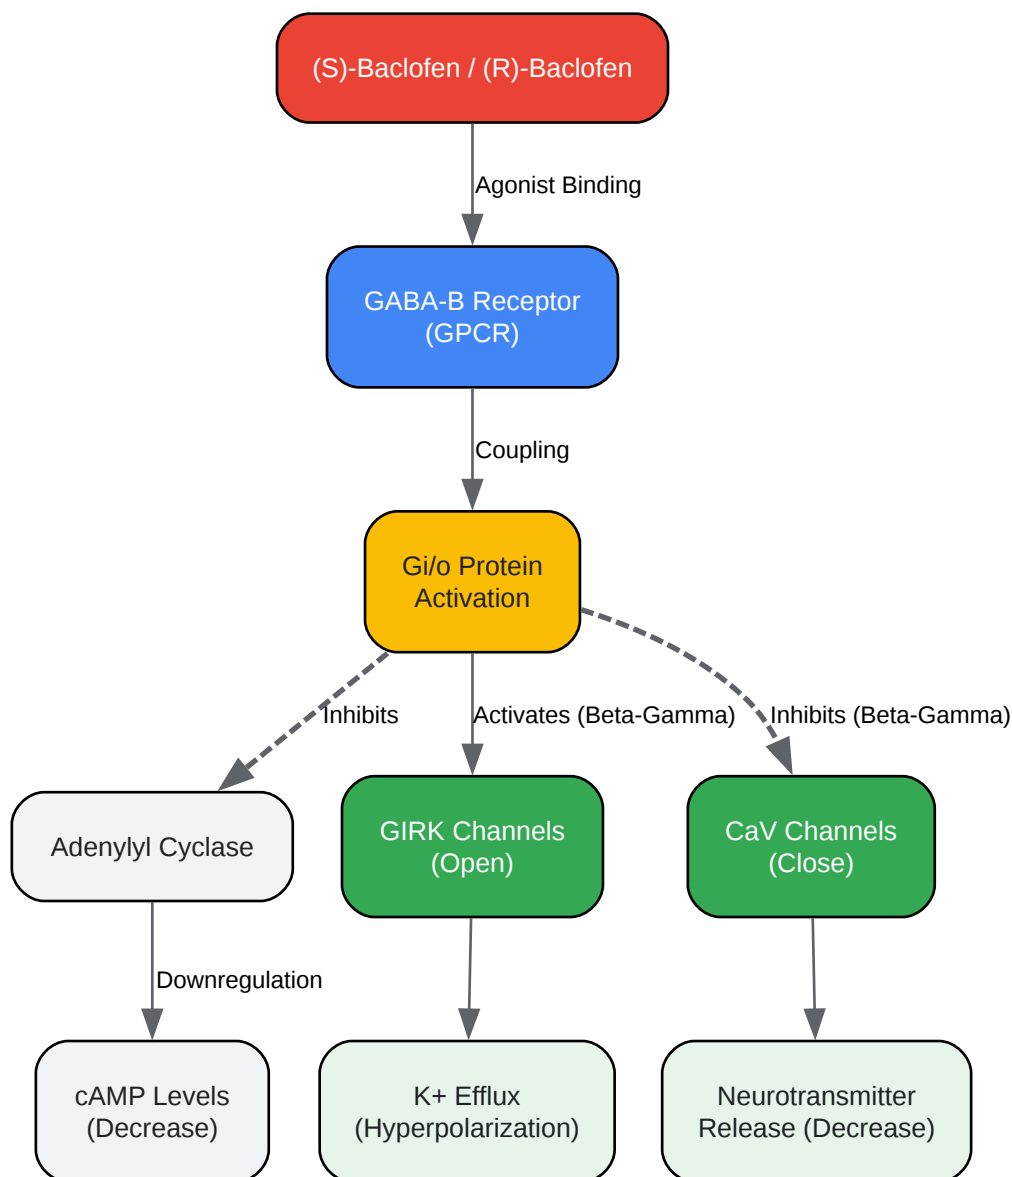 (S)-Baclofen / (R)-Baclofen
Agonist Binding
GABA-B Receptor
(GPCR)
Coupling
Gi/o Protein
Activation
Inhibits
Activates (Beta-Gamma)
Inhibits (Beta-Gamma)
Adenylyl Cyclase
GIRK Channels
(Open)
CaV Channels
(Close)
Downregulation
cAMP Levels
(Decrease)
K+ Efflux
(Hyperpolarization)
Neurotransmitter
Release (Decrease)